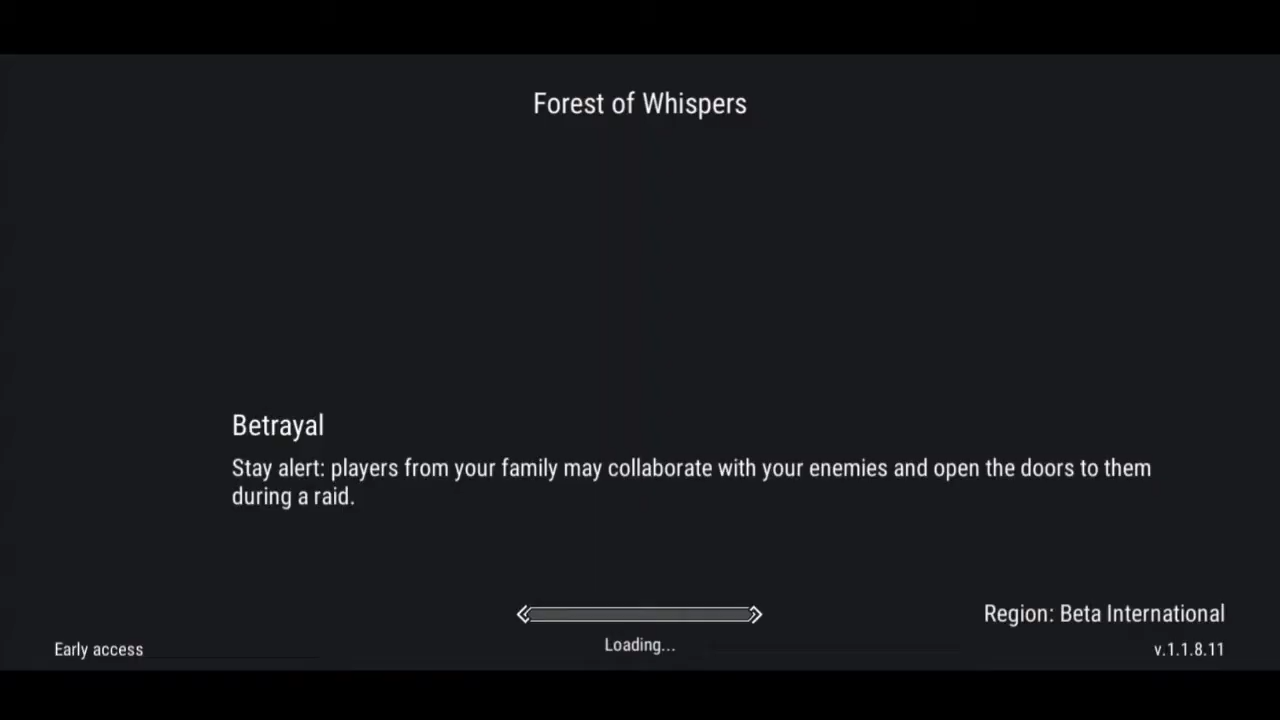 Forest of Whispers
Betrayal
Stay alert: players from your family may collaborate with your enemies and open the doors to them
during a raid.
Region: Beta International
Loading...
Early access
v.1.1.8.11